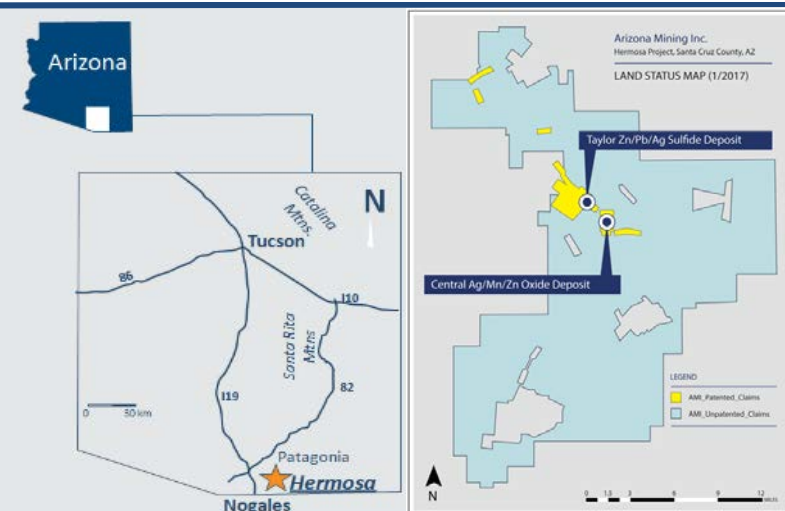 Arizona
Catalina
Mtns.
N
Tucson
86
I10
Santa Rita
Mtns
I19
82
0 50 km
Patagonia
Hermosa
Nogales
Arizona Mining Inc.
Hermosa Project, Santa Cruz County, AZ
LAND STATUS MAP (1/2017)
Taylor Zn/Pb/Ag Sulfide Deposit
Central Ag/Mn/Zn Oxide Deposit
LEGEND
AMI_Patented_Claims
AMI_Unpatented_Claims
N
0 1.5 3 6 9 12
MILES